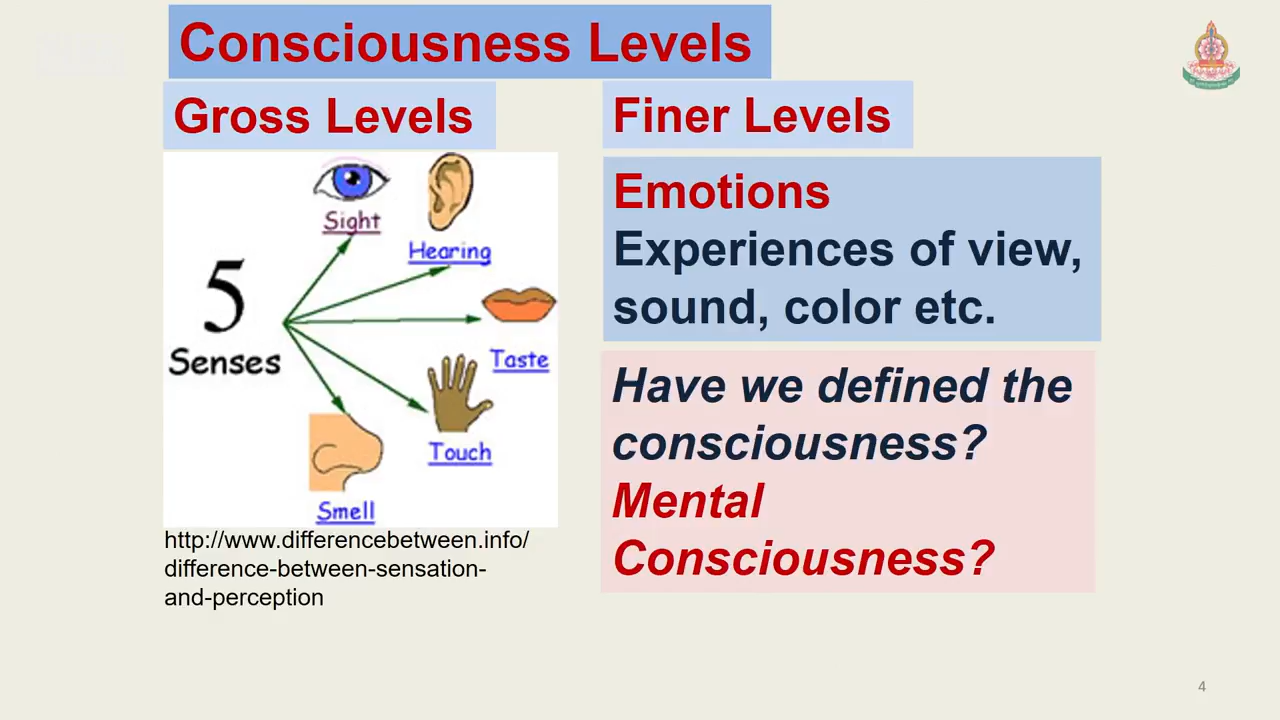 Consciousness Levels
Gross Levels
Finer Levels
Sight
Hearing
5
Senses
Taste
Touch
Smell
http://www.differencebetween.info/
difference-between-sensation-
and-perception
Emotions
Experiences of view,
sound, color etc.
Have we defined the
consciousness?
Mental
Consciousness?
4